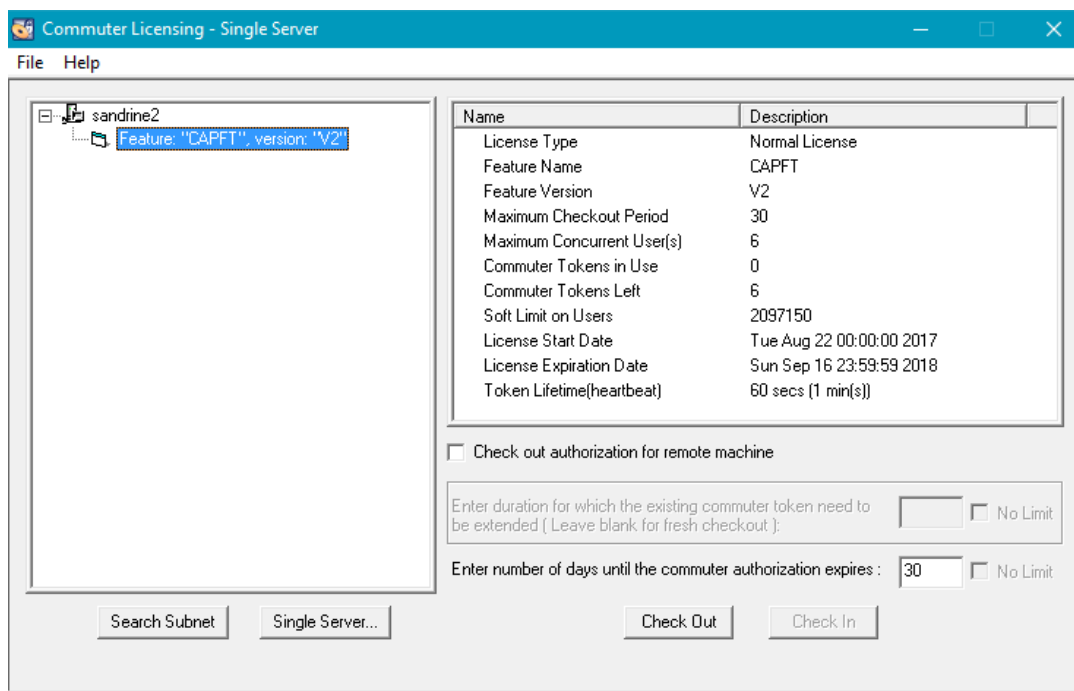 Commuter Licensing - Single Server
File Help
sandrine2
Feature: "CAPFT", version: "V2"
Name Description
License Type Normal License
Feature Name CAPFT
Feature Version V2
Maximum Checkout Period 30
Maximum Concurrent User(s) 6
Commuter Tokens in Use 0
Commuter Tokens Left 6
Soft Limit on Users 2097150
License Start Date Tue Aug 22 00:00:00 2017
License Expiration Date Sun Sep 16 23:59:59 2018
Token Lifetime(heartbeat) 60 secs (1 min(s))
Check out authorization for remote machine
Enter duration for which the existing commuter token need to
be extended ( Leave blank for fresh checkout ): No Limit
Enter number of days until the commuter authorization expires : 30 No Limit
Search Subnet Single Server... Check Out Check In